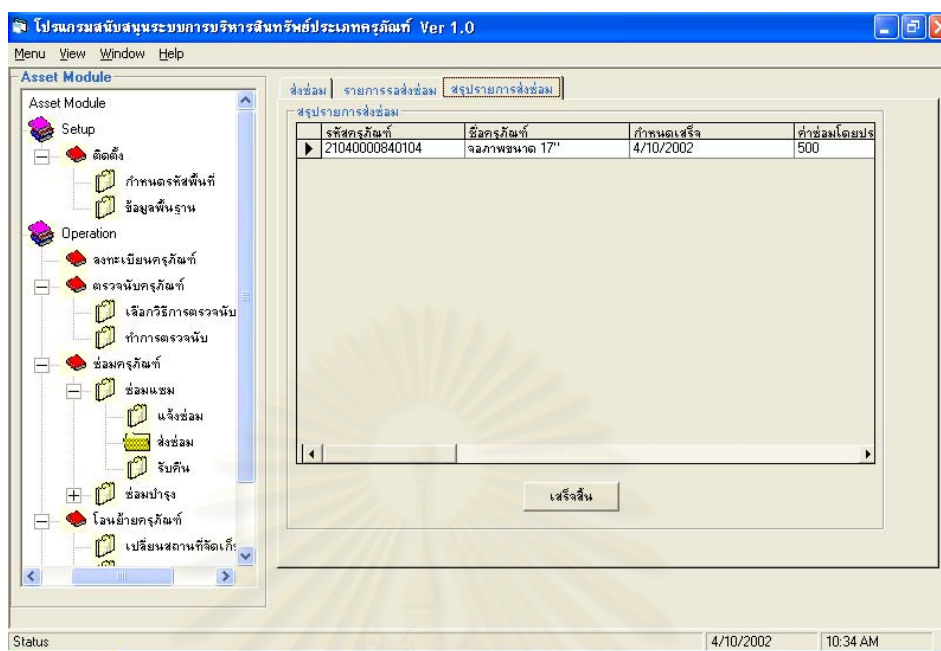 โปรแกรมสนับสนุนระบบการบริหารสินทรัพย์ประเภทครุภัณฑ์ Ver 1.0
Menu View Window Help
Asset Module
Asset Module
Setup
ติดตั้ง
กำหนดรหัสพื้นที่
ข้อมูลพื้นฐาน
Operation
ลงทะเบียนครุภัณฑ์
ตรวจนับครุภัณฑ์
เลือกวิธีการตรวจนับ
ทำการตรวจนับ
ซ่อมครุภัณฑ์
ซ่อมแซม
แจ้งซ่อม
ส่งซ่อม
รับคืน
ซ่อมบำรุง
โอนย้ายครุภัณฑ์
เปลี่ยนสถานที่จัดเก็
ส่งซ่อม รายการรอส่งซ่อม สรุปรายการส่งซ่อม
สรุปรายการส่งซ่อม
รหัสครุภัณฑ์ ชื่อครุภัณฑ์ กำหนดเสร็จ ค่าซ่อมโดยปร
21040000840104 จอภาพขนาด 17" 4/10/2002 500
เสร็จสิ้น
Status 4/10/2002 10:34 AM